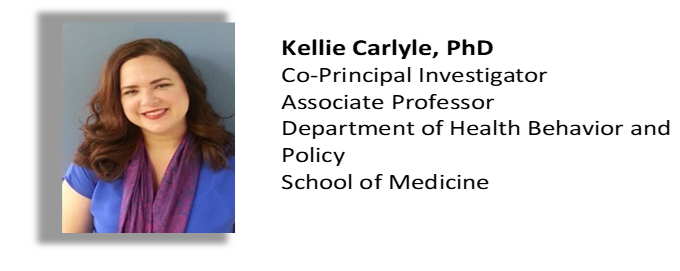 Kellie Carlyle, PhD
Co-Principal Investigator
Associate Professor
Department of Health Behavior and
Policy
School of Medicine